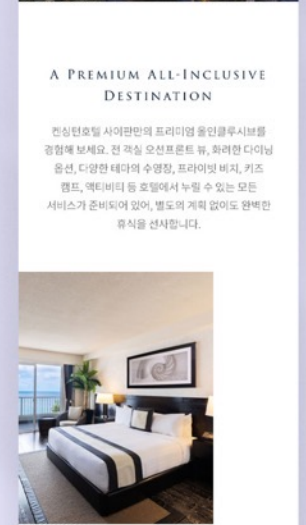 A PREMIUM ALL-INCLUSIVE
DESTINATION
켄싱턴호텔 사이판만의 프리미엄 올인클루시브를
경험해 보세요. 전 객실 오션프론트 뷰, 화려한 다이닝
옵션, 다양한 테마의 수영장, 프라이빗 비치, 키즈
캠프, 액티비티 등 호텔에서 누릴 수 있는 모든
서비스가 준비되어 있어, 별도의 계획 없이도 완벽한
휴식을 선사합니다.